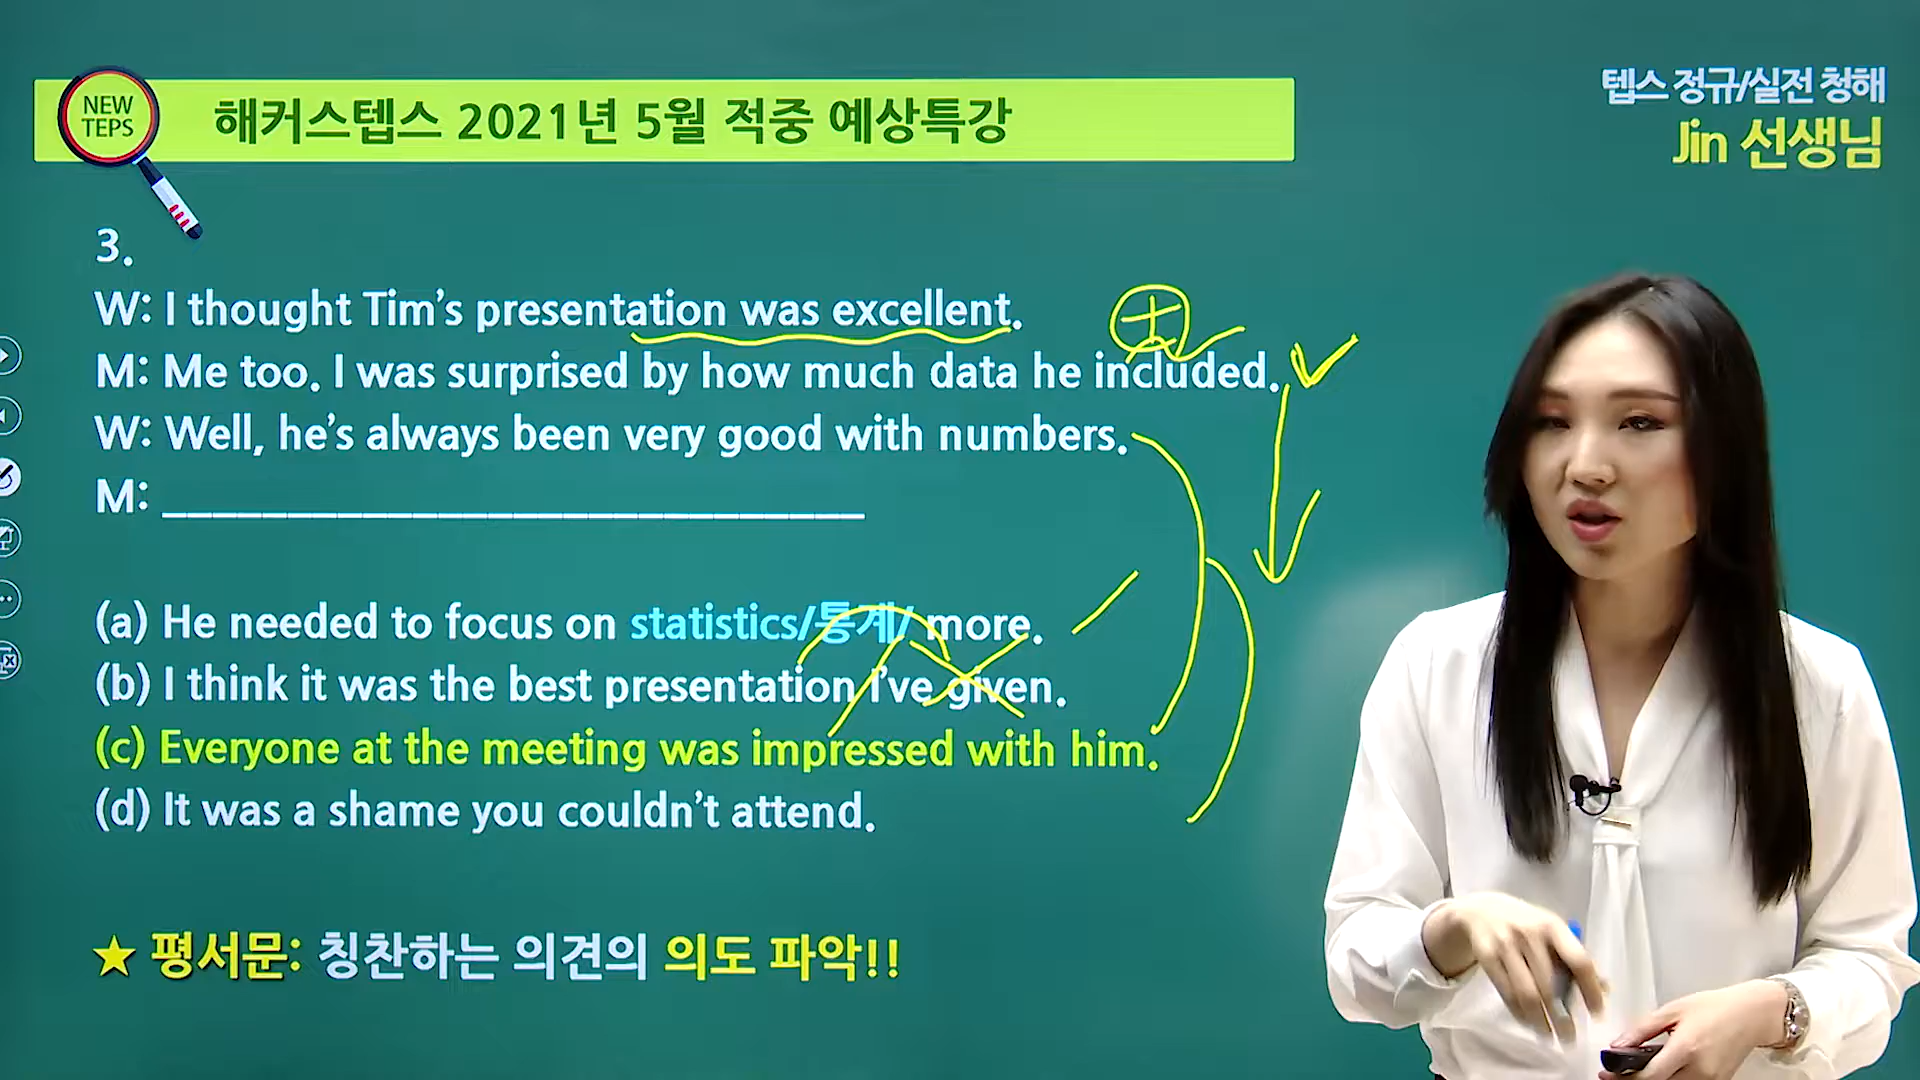 NEW
TEPS
해커스텝스 2021년 5월 적중 예상특강
텝스 정규/실전 청해
Jin 선생님
3.
W: I thought Tim’s presentation was excellent.
M: Me too. I was surprised by how much data he included.
W: Well, he’s always been very good with numbers.
M: ______________________________
(a) He needed to focus on statistics/통계/ more.
(b) I think it was the best presentation I’ve given.
(c) Everyone at the meeting was impressed with him.
(d) It was a shame you couldn’t attend.
★ 평서문: 칭찬하는 의견의 의도 파악!!